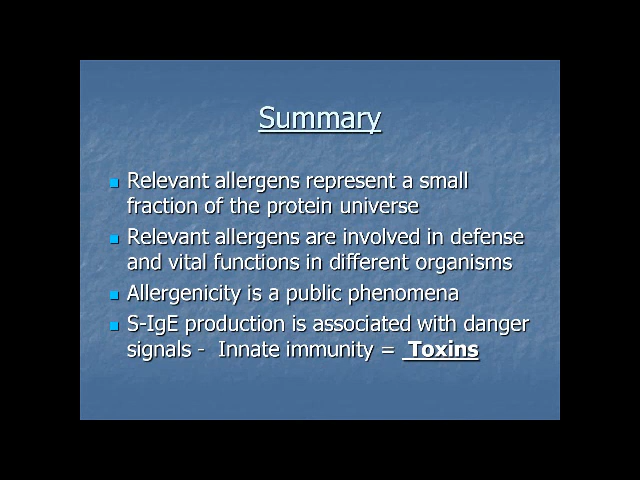 Summary
Relevant allergens represent a small
fraction of the protein universe
Relevant allergens are involved in defense
and vital functions in different organisms
Allergenicity is a public phenomena
S-IgE production is associated with danger
signals - Innate immunity = Toxins